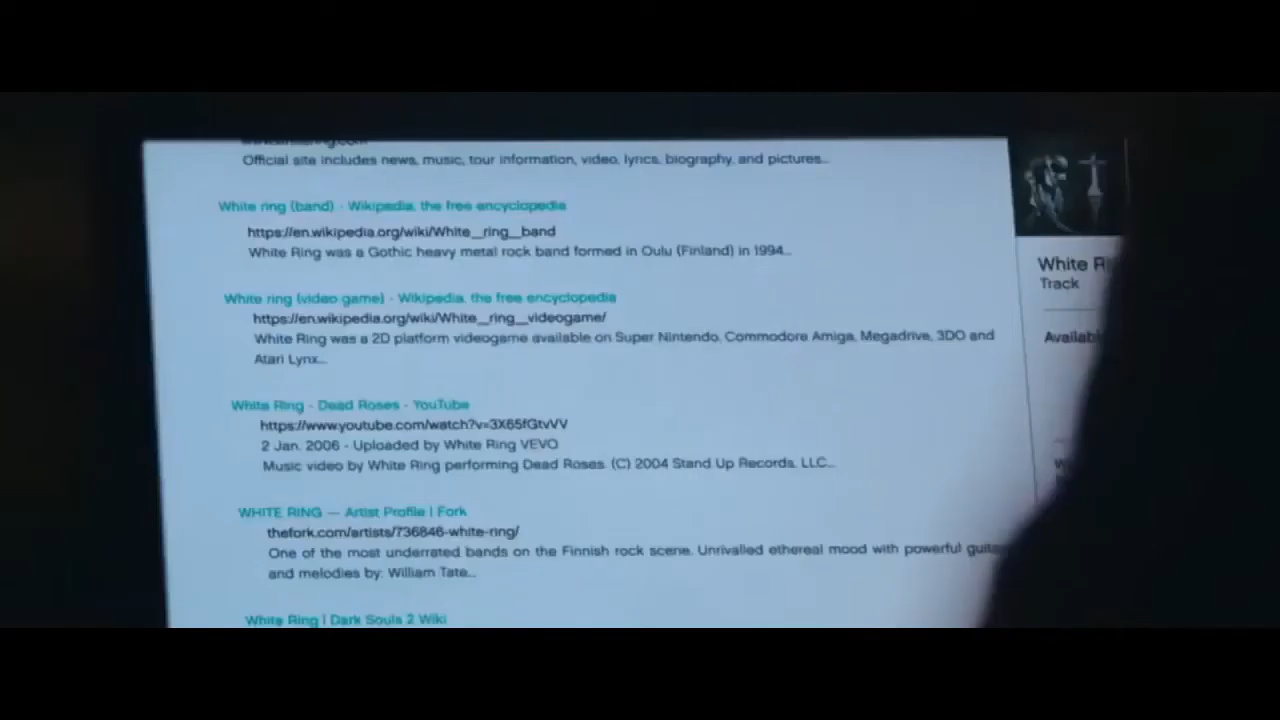 Official site includes news, music, tour information, video, lyrics, biography, and pictures...
White ring (band) - Wikipedia, the free encyclopedia
https://en.wikipedia.org/wiki/White_ring_band
White Ring was a Gothic heavy metal rock band formed in Oulu (Finland) in 1994...
White ring (video game) - Wikipedia, the free encyclopedia
https://en.wikipedia.org/wiki/White_ring_videogame/
White Ring was a 2D platform videogame available on Super Nintendo, Commodore Amiga, Megadrive, 3DO and
Atari Lynx...
White Ring - Dead Roses - YouTube
https://www.youtube.com/watch?v=3X65fGtvVV
2 Jan. 2006 - Uploaded by White Ring VEVO
Music video by White Ring performing Dead Roses. (C) 2004 Stand Up Records, LLC...
WHITE RING — Artist Profile | Fork
thefork.com/artists/736846-white-ring/
One of the most underrated bands on the Finnish rock scene. Unrivalled ethereal mood with powerful
and melodies by: William Tate...
White Ring | Dark Souls 2 Wiki
White
Track